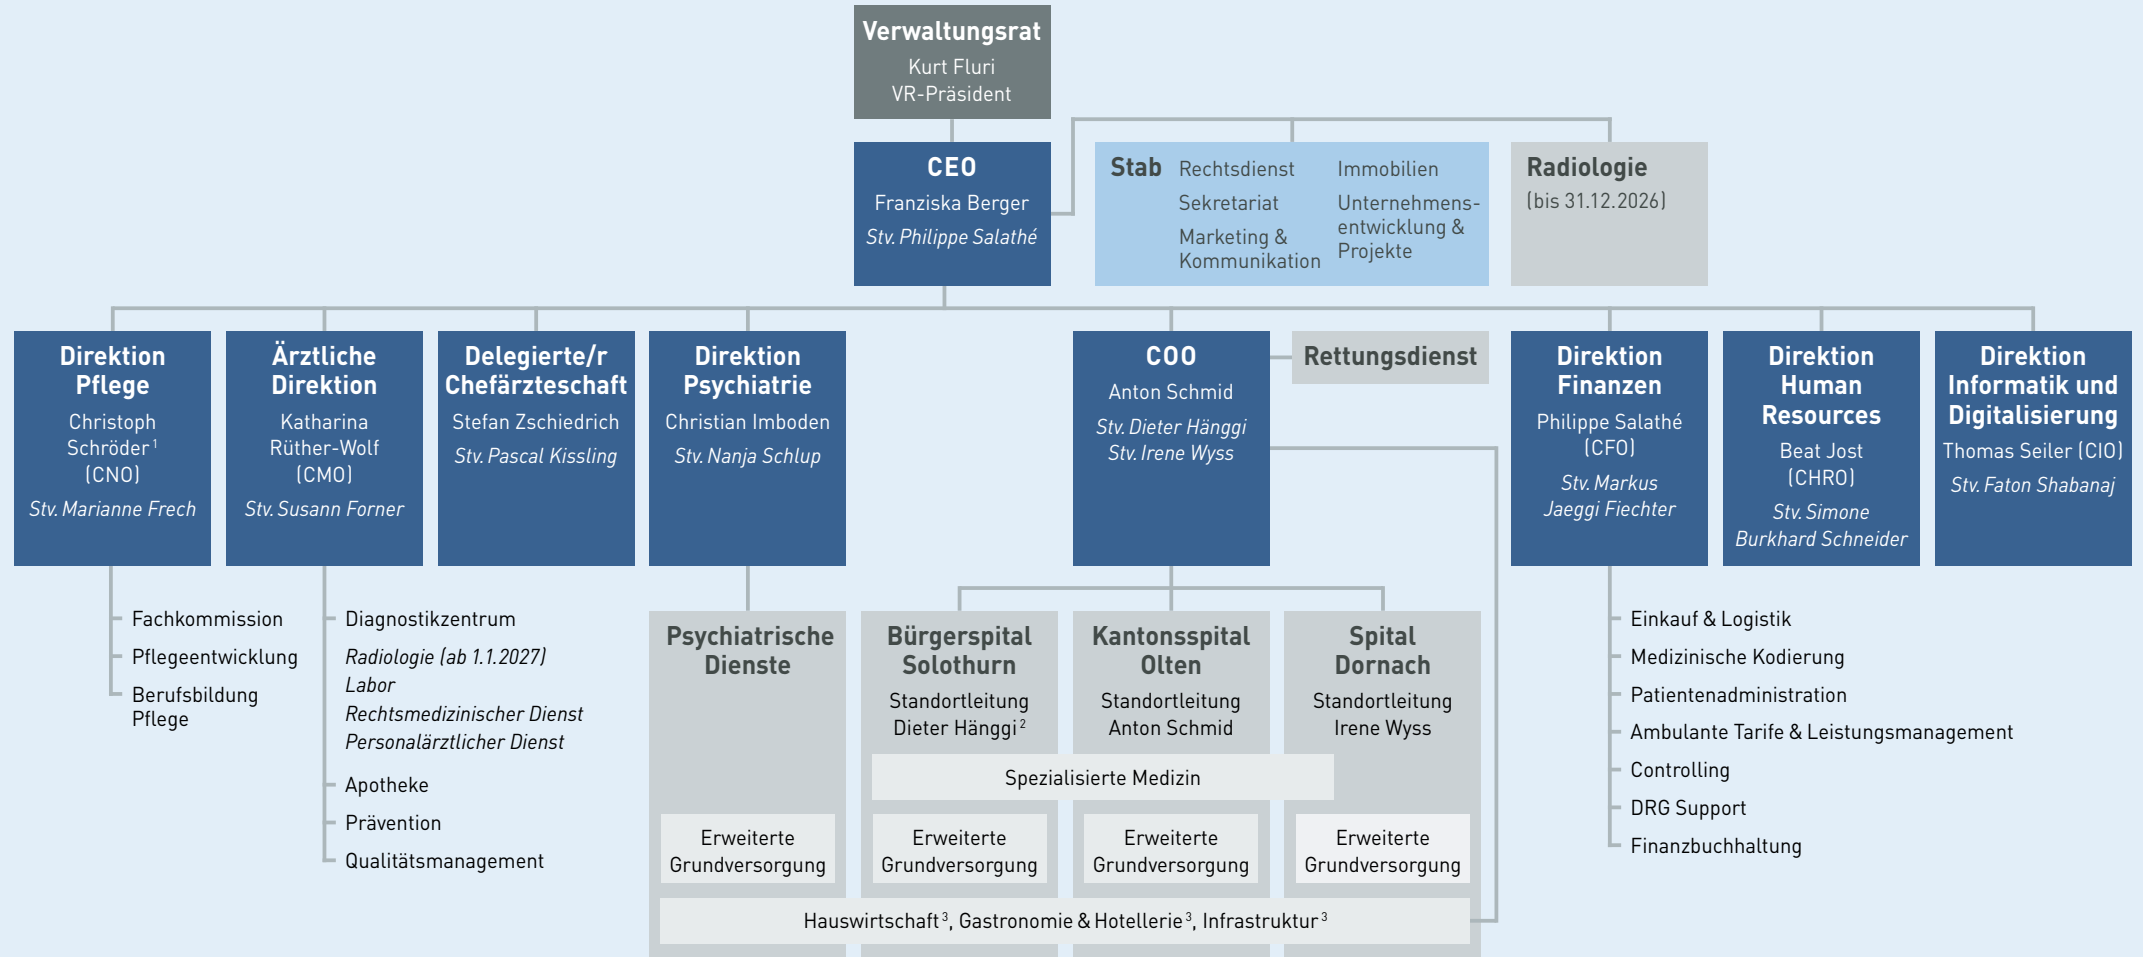 Verwaltungsrat
Kurt Fluri
VR-Präsident
CEO
Franziska Berger
Stv. Philippe Salathé
Stab
Rechtsdienst
Sekretariat
Marketing &
Kommunikation
Immobilien
Unternehmens-
entwicklung &
Projekte
Radiologie
(bis 31.12.2026)
Direktion
Pflege
Christoph
Schröder¹
(CNO)
Stv. Marianne Frech
Ärztliche
Direktion
Katharina
Rüther-Wolf
(CMO)
Stv. Susann Forner
Delegierte/r
Chefärzteschaft
Stefan Zschiedrich
Stv. Pascal Kissling
Direktion
Psychiatrie
Christian Imboden
Stv. Nanja Schlup
COO
Anton Schmid
Stv. Dieter Hänggi
Stv. Irene Wyss
Rettungsdienst
Direktion
Finanzen
Philippe Salathé
(CFO)
Stv. Markus
Jaeggi Fiechter
Direktion
Human
Resources
Beat Jost
(CHRO)
Stv. Simone
Burkhard Schneider
Direktion
Informatik und
Digitalisierung
Thomas Seiler (CIO)
Stv. Faton Shabanaj
Fachkommission
Pflegeentwicklung
Berufsbildung
Pflege
Diagnostikzentrum
Radiologie (ab 1.1.2027)
Labor
Rechtsmedizinischer Dienst
Personalärztlicher Dienst
Apotheke
Prävention
Qualitätsmanagement
Psychiatrische
Dienste
Bürgerspital
Solothurn
Standortleitung
Dieter Hänggi²
Kantonsspital
Olten
Standortleitung
Anton Schmid
Spital
Dornach
Standortleitung
Irene Wyss
Spezialisierte Medizin
Erweiterte
Grundversorgung
Erweiterte
Grundversorgung
Erweiterte
Grundversorgung
Erweiterte
Grundversorgung
Hauswirtschaft³, Gastronomie & Hotellerie³, Infrastruktur³
Einkauf & Logistik
Medizinische Kodierung
Patientenadministration
Ambulante Tarife & Leistungsmanagement
Controlling
DRG Support
Finanzbuchhaltung